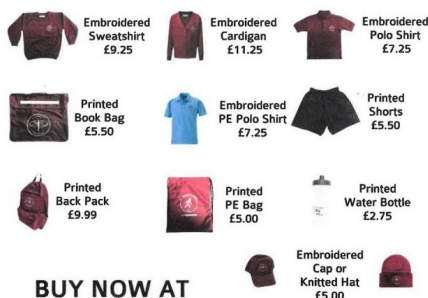 Embroidered
Sweatshirt
£9.25
Embroidered
Cardigan
£11.25
Embroidered
Polo Shirt
£7.25
Printed
Book Bag
£5.50
Embroidered
PE Polo Shirt
£7.25
Printed
Shorts
£5.50
Printed
Back Pack
£9.99
Printed
PE Bag
£5.00
Printed
Water Bottle
£2.75
Embroidered
Cap or
Knitted Hat
£5.00
BUY NOW AT